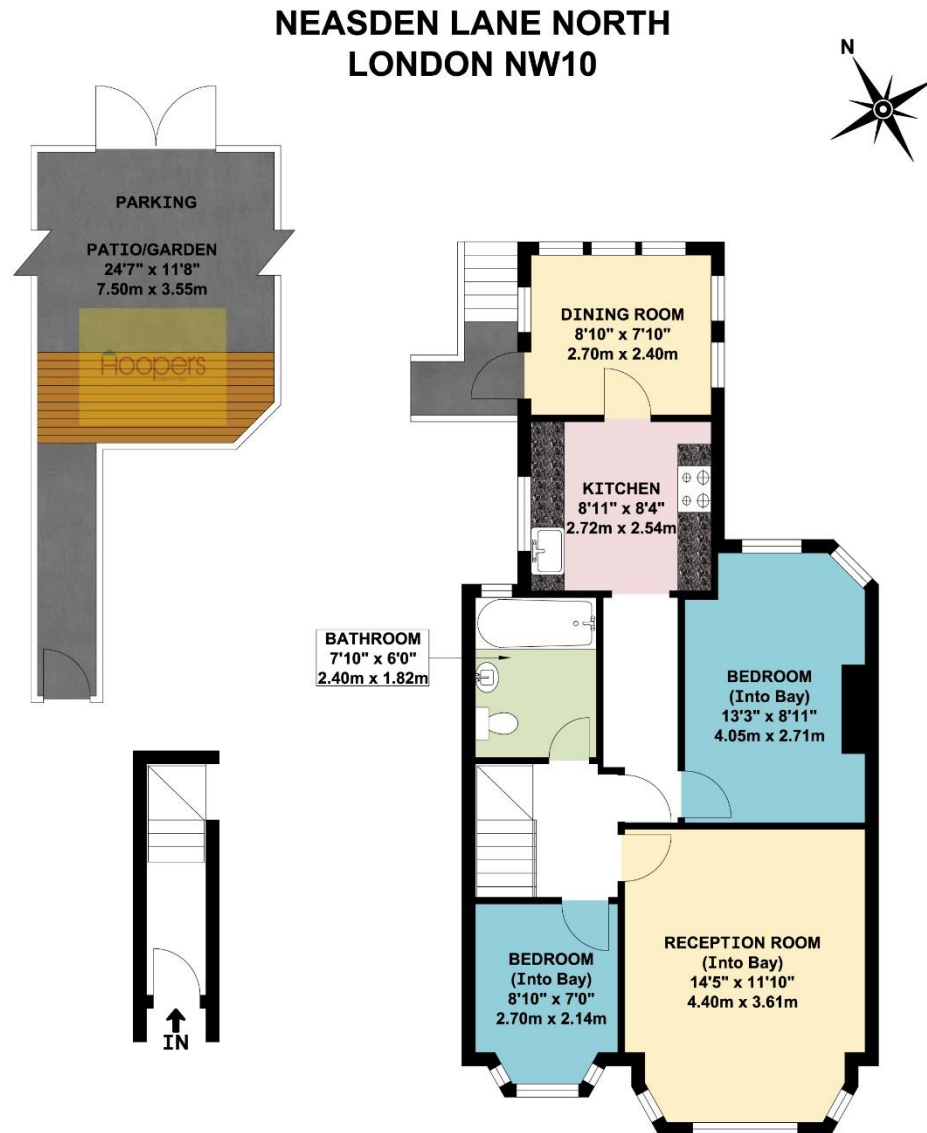 NEASDEN LANE NORTH
LONDON NW10
N
PARKING
PATIO/GARDEN
24'7" x 11'8"
7.50m x 3.55m
Hoopers
DINING ROOM
8'10" x 7'10"
2.70m x 2.40m
KITCHEN
8'11" x 8'4"
2.72m x 2.54m
BATHROOM
7'10" x 6'0"
2.40m x 1.82m
BEDROOM
(Into Bay)
13'3" x 8'11"
4.05m x 2.71m
RECEPTION ROOM
(Into Bay)
14'5" x 11'10"
4.40m x 3.61m
BEDROOM
(Into Bay)
8'10" x 7'0"
2.70m x 2.14m
IN